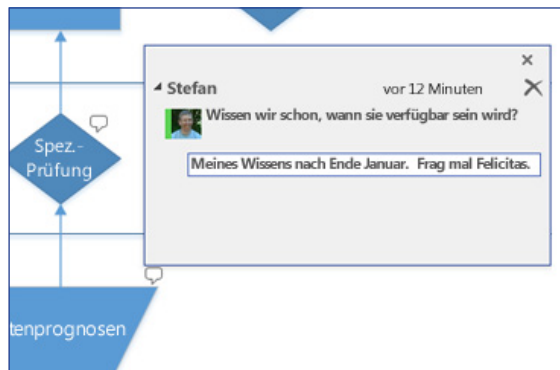 Stefan
vor 12 Minuten
Wissen wir schon, wann sie verfügbar sein wird?
Spez.-
Prüfung
Meines Wissens nach Ende Januar. Frag mal Felicitas.
tenprognosen